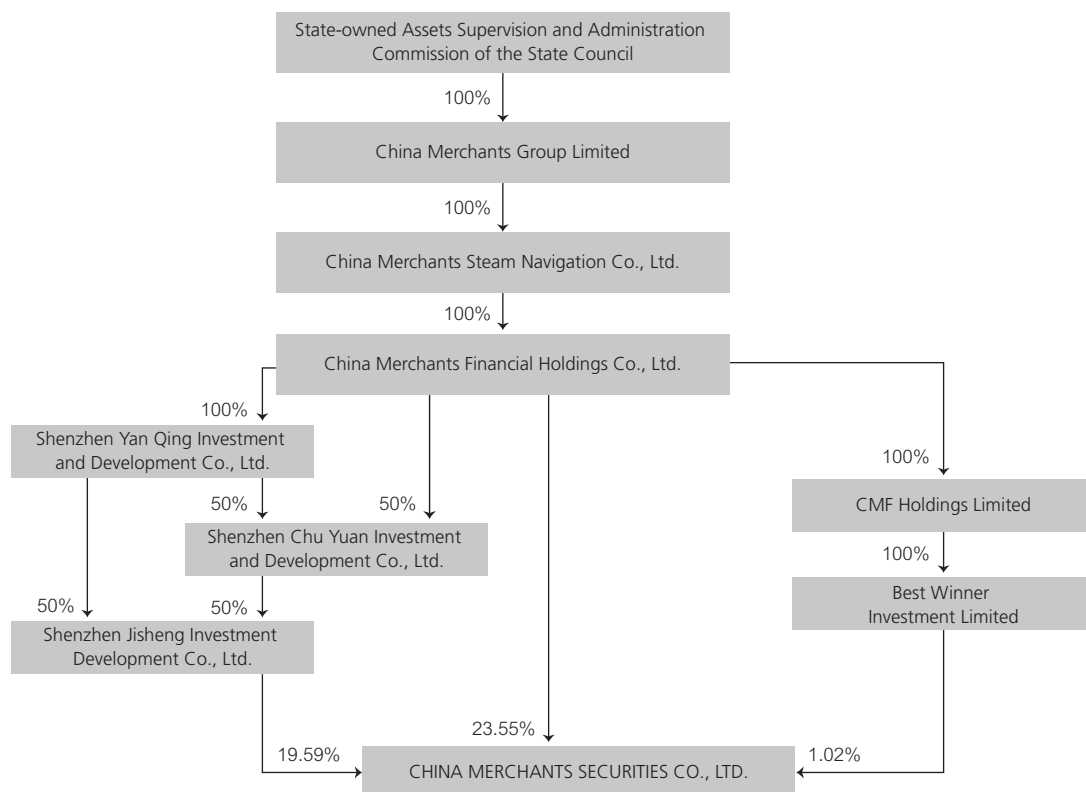 State-owned Assets Supervision and Administration
Commission of the State Council
100%
China Merchants Group Limited
100%
China Merchants Steam Navigation Co., Ltd.
100%
China Merchants Financial Holdings Co., Ltd.
100%
Shenzhen Yan Qing Investment
and Development Co., Ltd.
100%
50%
50%
CMF Holdings Limited
Shenzhen Chu Yuan Investment
and Development Co., Ltd.
100%
50%
50%
Best Winner
Investment Limited
Shenzhen Jisheng Investment
Development Co., Ltd.
23.55%
19.59%
1.02%
CHINA MERCHANTS SECURITIES CO., LTD.